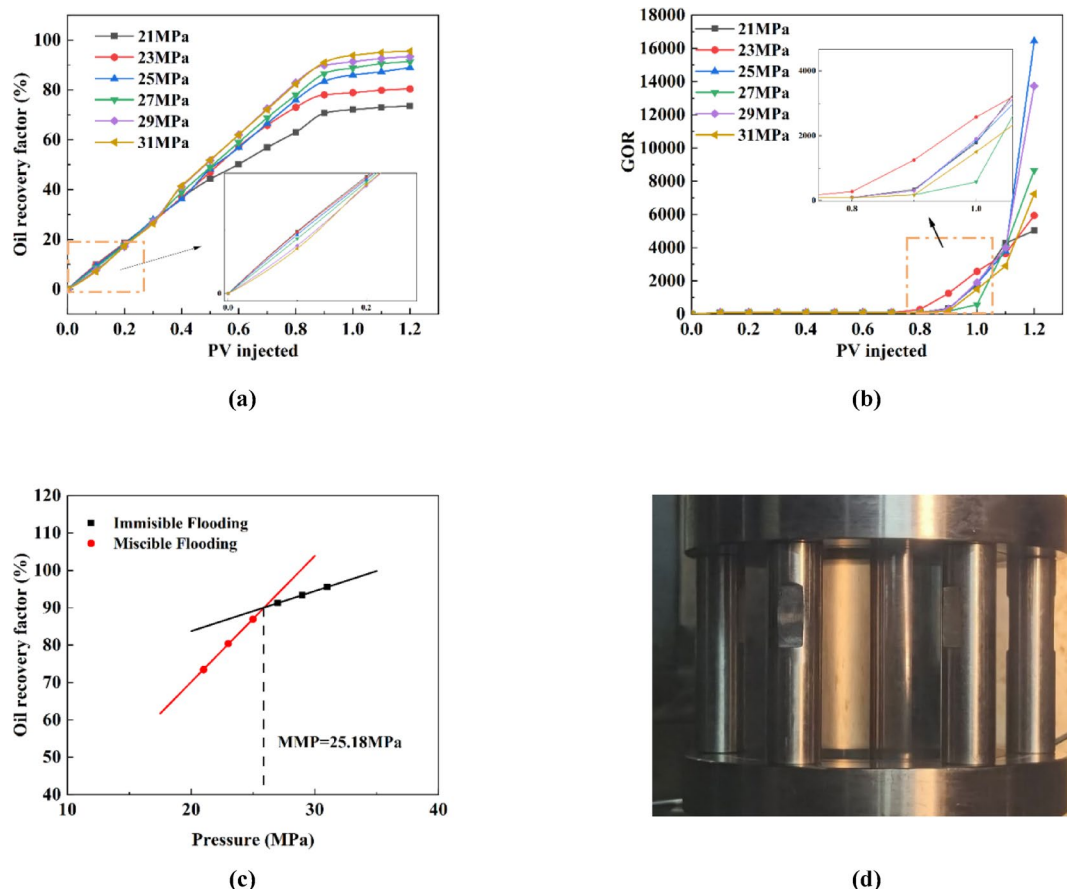 (a)
Oil recovery factor (%)
100
80
60
40
20
0
21MPa
23MPa
25MPa
27MPa
29MPa
31MPa
0
0.0
0.2
0.0 0.2 0.4 0.6 0.8 1.0 1.2
PV injected
(b)
GOR
18000
16000
14000
12000
10000
8000
6000
4000
2000
0
21MPa
23MPa
25MPa
27MPa
29MPa
31MPa
4000
2000
0
0.8 1.0
0.0 0.2 0.4 0.6 0.8 1.0 1.2
PV injected
Oil recovery factor (%)
120
110
100
90
80
70
60
50
40
Immisible Flooding
Miscible Flooding
MMP=25.18MPa
10 20 30 40
Pressure (MPa)
(c)
(d)